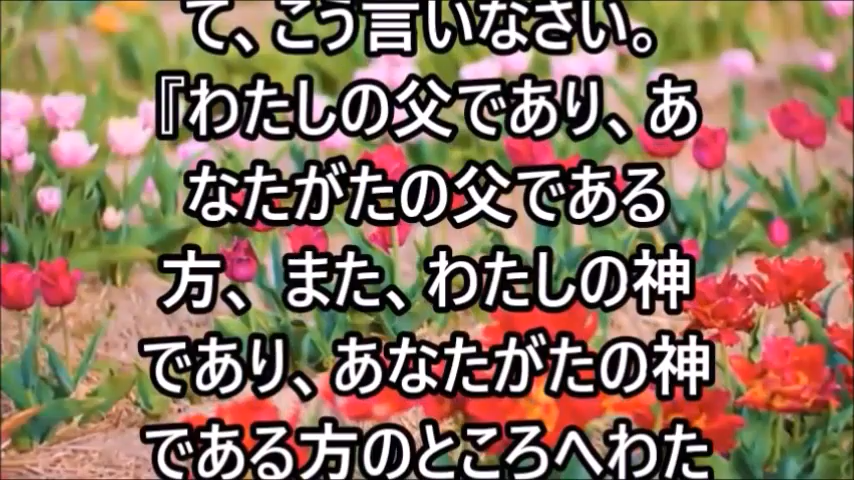 て、こう言いなさい。
『わたしの父であり、あ
なたがたの父である
方、また、わたしの神
であり、あなたがたの神
である方のところへわた